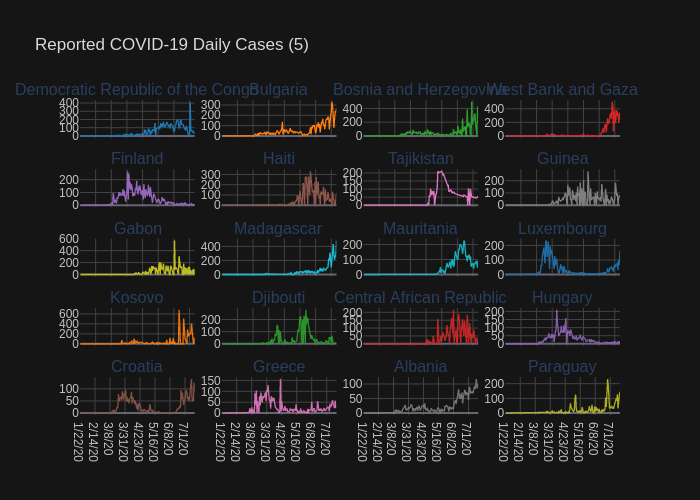 Reported COVID-19 Daily Cases (5)
Democratic Republic of the Congo Bulgaria Bosnia and Herzegovina West Bank and Gaza
400 300 200 100 0
300 200 100 0
400 200 0
400 200 0
Finland Haiti Tajikistan Guinea
200 100 0
300 200 100 0
200 150 100 50 0
200 100 0
Gabon Madagascar Mauritania Luxembourg
600 400 200 0
400 200 0
200 100 0
200 100 0
Kosovo Djibouti Central African Republic Hungary
600 400 200 0
200 100 0
200 150 100 50 0
200 150 100 50 0
Croatia Greece Albania Paraguay
100 50 0
150 100 50 0
100 50 0
200 100 0
1/22/20 2/14/20 3/8/20 3/31/20 4/23/20 5/16/20 6/8/20 7/1/20
1/22/20 2/14/20 3/8/20 3/31/20 4/23/20 5/16/20 6/8/20 7/1/20
1/22/20 2/14/20 3/8/20 3/31/20 4/23/20 5/16/20 6/8/20 7/1/20
1/22/20 2/14/20 3/8/20 3/31/20 4/23/20 5/16/20 6/8/20 7/1/20